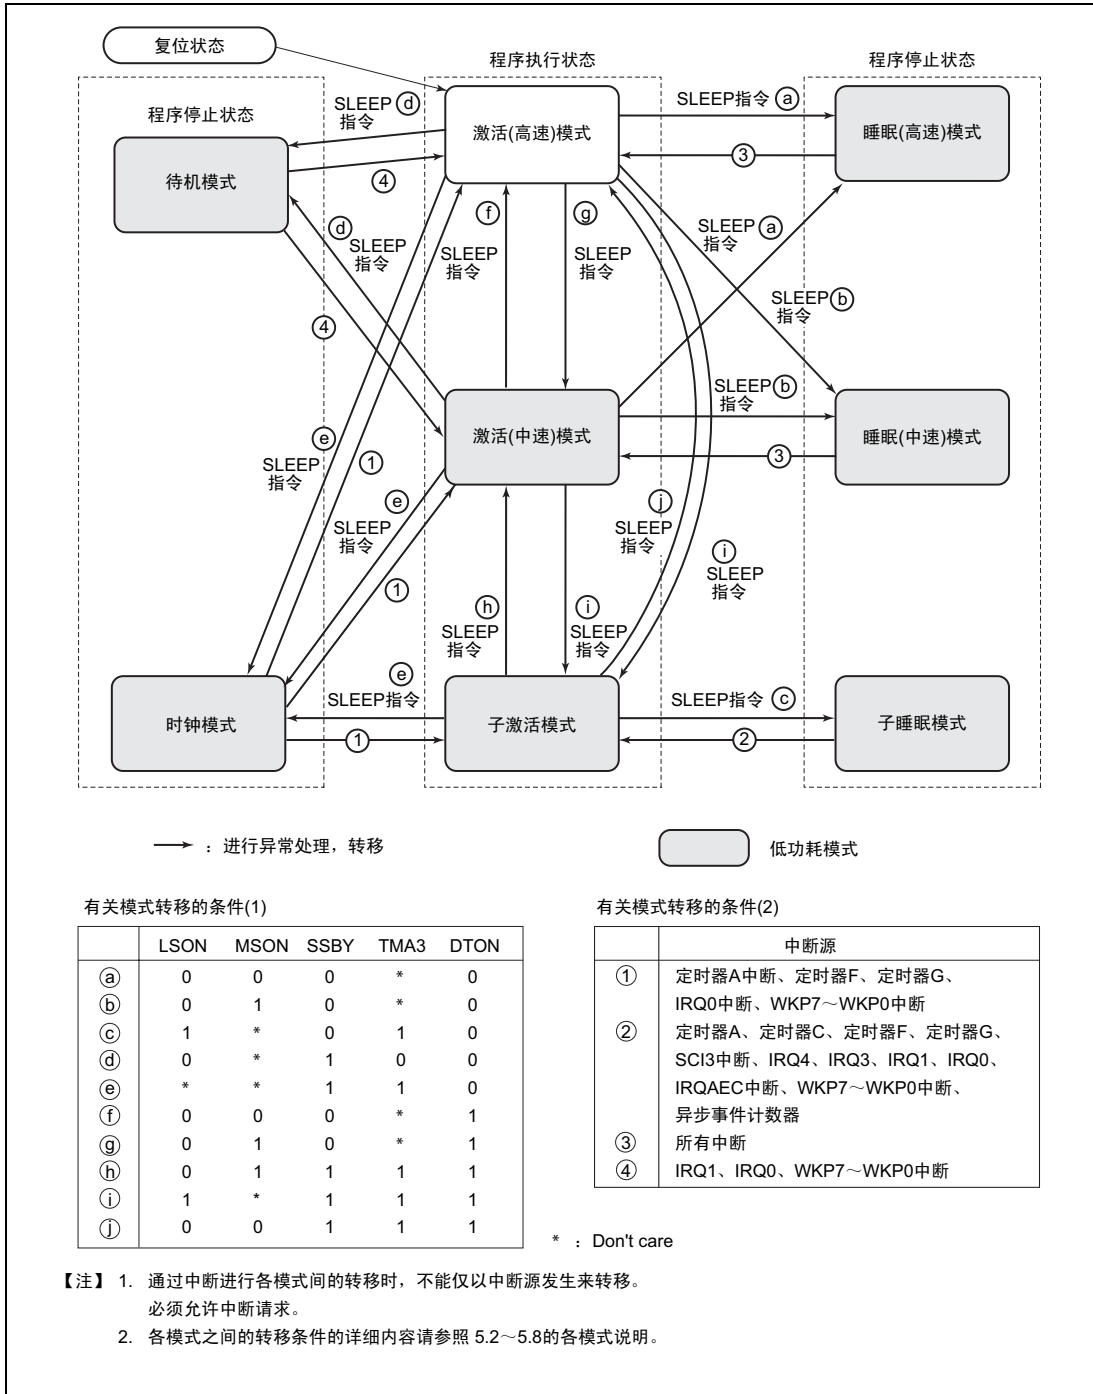 复位状态
程序执行状态
程序停止状态
程序停止状态
SLEEP指令 ⓓ
激活(高速)模式
SLEEP指令 ⓐ
睡眠(高速)模式
待机模式
④
③
ⓕ
ⓖ
ⓓ
SLEEP
指令
SLEEP
指令
SLEEP
指令
SLEEP ⓐ
指令
SLEEP ⓑ
指令
④
激活(中速)模式
SLEEP ⓑ
指令
睡眠(中速)模式
③
ⓔ
SLEEP
指令
①
ⓔ
SLEEP
指令
①
ⓙ
SLEEP
指令
ⓘ
SLEEP
指令
ⓗ
SLEEP
指令
ⓘ
SLEEP
指令
ⓔ
SLEEP指令
SLEEP指令 ⓒ
时钟模式
子激活模式
子睡眠模式
①
②
：进行异常处理，转移
低功耗模式
有关模式转移的条件(1)
LSON MSON SSBY TMA3 DTON
ⓐ 0 0 0 * 0
ⓑ 0 1 0 * 0
ⓒ 1 * 0 1 0
ⓓ 0 * 1 0 0
ⓔ * * 1 1 0
ⓕ 0 0 0 * 1
ⓖ 0 1 0 * 1
ⓗ 0 1 1 1 1
ⓘ 1 * 1 1 1
ⓙ 0 0 1 1 1
有关模式转移的条件(2)
中断源
① 定时器A中断、定时器F、定时器G、
IRQ0中断、WKP7～WKP0中断
② 定时器A、定时器C、定时器F、定时器G、
SCI3中断、IRQ4、IRQ3、IRQ1、IRQ0、
IRQAEC中断、WKP7～WKP0中断、
异步事件计数器
③ 所有中断
④ IRQ1、IRQ0、WKP7～WKP0中断
* ：Don't care
【注】 1. 通过中断进行各模式间的转移时，不能仅以中断源发生来转移。
必须允许中断请求。
2. 各模式之间的转移条件的详细内容请参照 5.2～5.8的各模式说明。